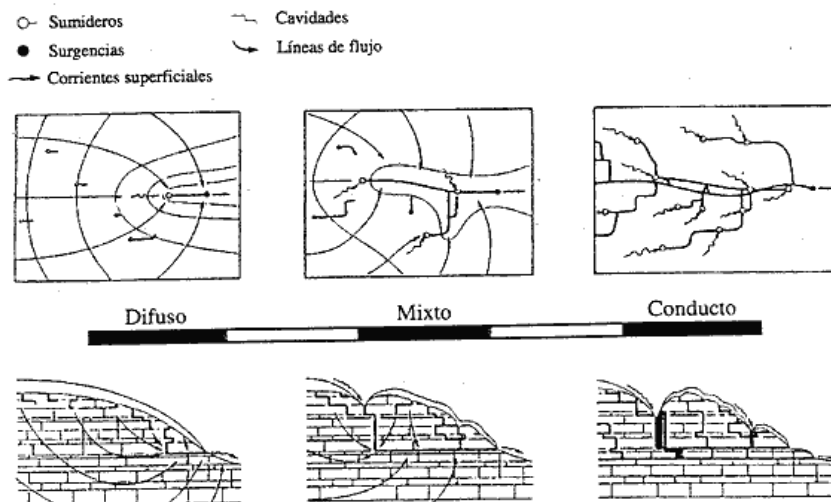 Sumideros
Surgencias
Corrientes superficiales
Cavidades
Líneas de flujo
Difuso
Mixto
Conducto